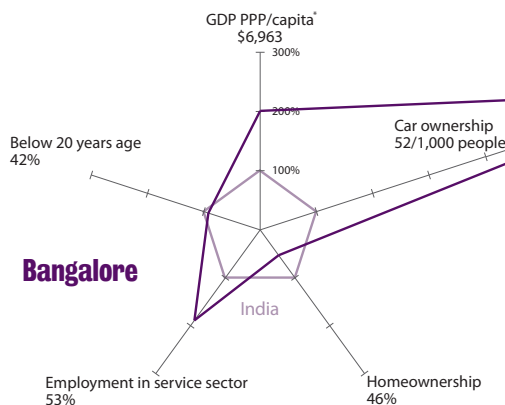 GDP PPP/capita*
$6,963
300%
200%
100%
Below 20 years age
42%
Car ownership
52/1,000 people
Bangalore
India
Employment in service sector
53%
Homeownership
46%